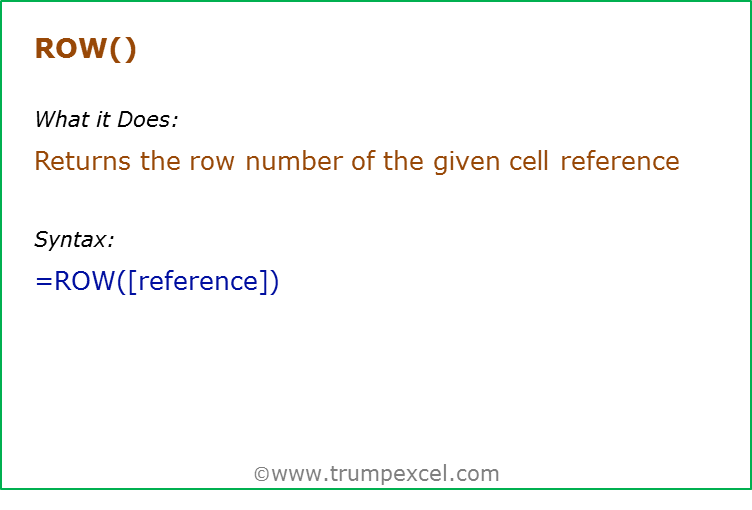 ROW()
What it Does:
Returns the row number of the given cell reference
Syntax:
=ROW([reference])
©www.trumpexcel.com